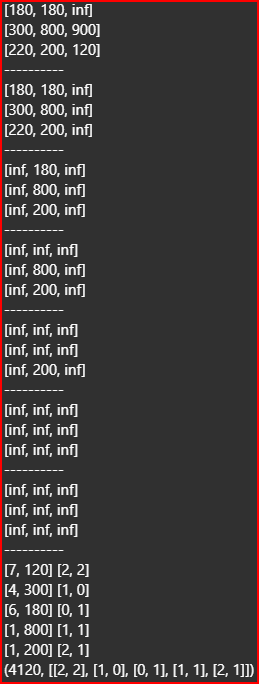 [180, 180, inf]
[300, 800, 900]
[220, 200, 120]
----------
[180, 180, inf]
[300, 800, inf]
[220, 200, inf]
----------
[inf, 180, inf]
[inf, 800, inf]
[inf, 200, inf]
----------
[inf, inf, inf]
[inf, 800, inf]
[inf, 200, inf]
----------
[inf, inf, inf]
[inf, inf, inf]
[inf, 200, inf]
----------
[inf, inf, inf]
[inf, inf, inf]
[inf, inf, inf]
----------
[inf, inf, inf]
[inf, inf, inf]
[inf, inf, inf]
----------
[7, 120] [2, 2]
[4, 300] [1, 0]
[6, 180] [0, 1]
[1, 800] [1, 1]
[1, 200] [2, 1]
(4120, [[2, 2], [1, 0], [0, 1], [1, 1], [2, 1]])